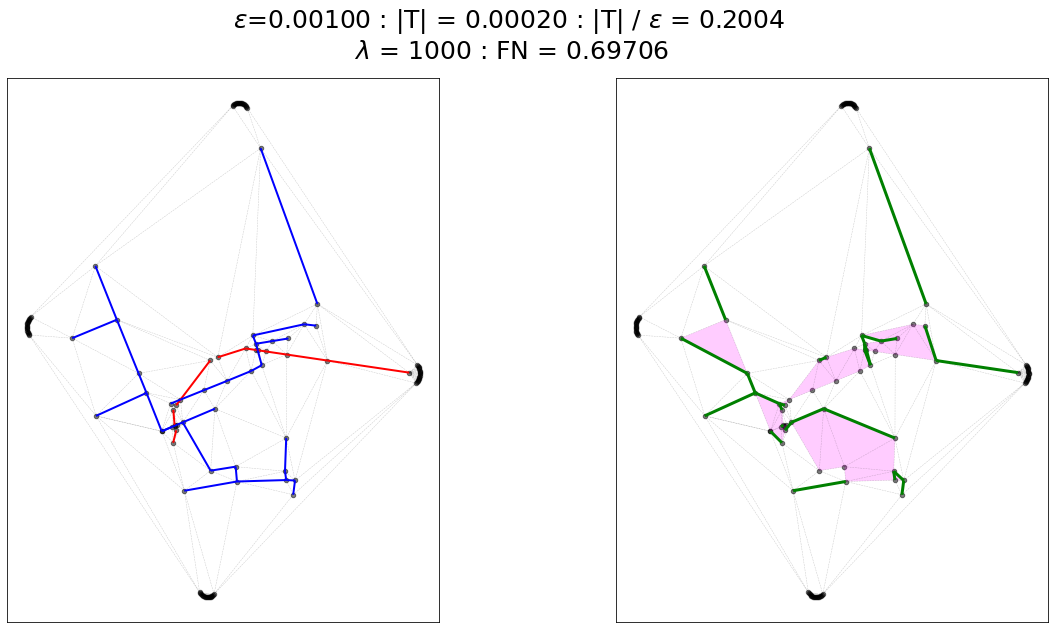 ε=0.00100 : |T| = 0.00020 : |T| / ε = 0.2004
λ = 1000 : FN = 0.69706